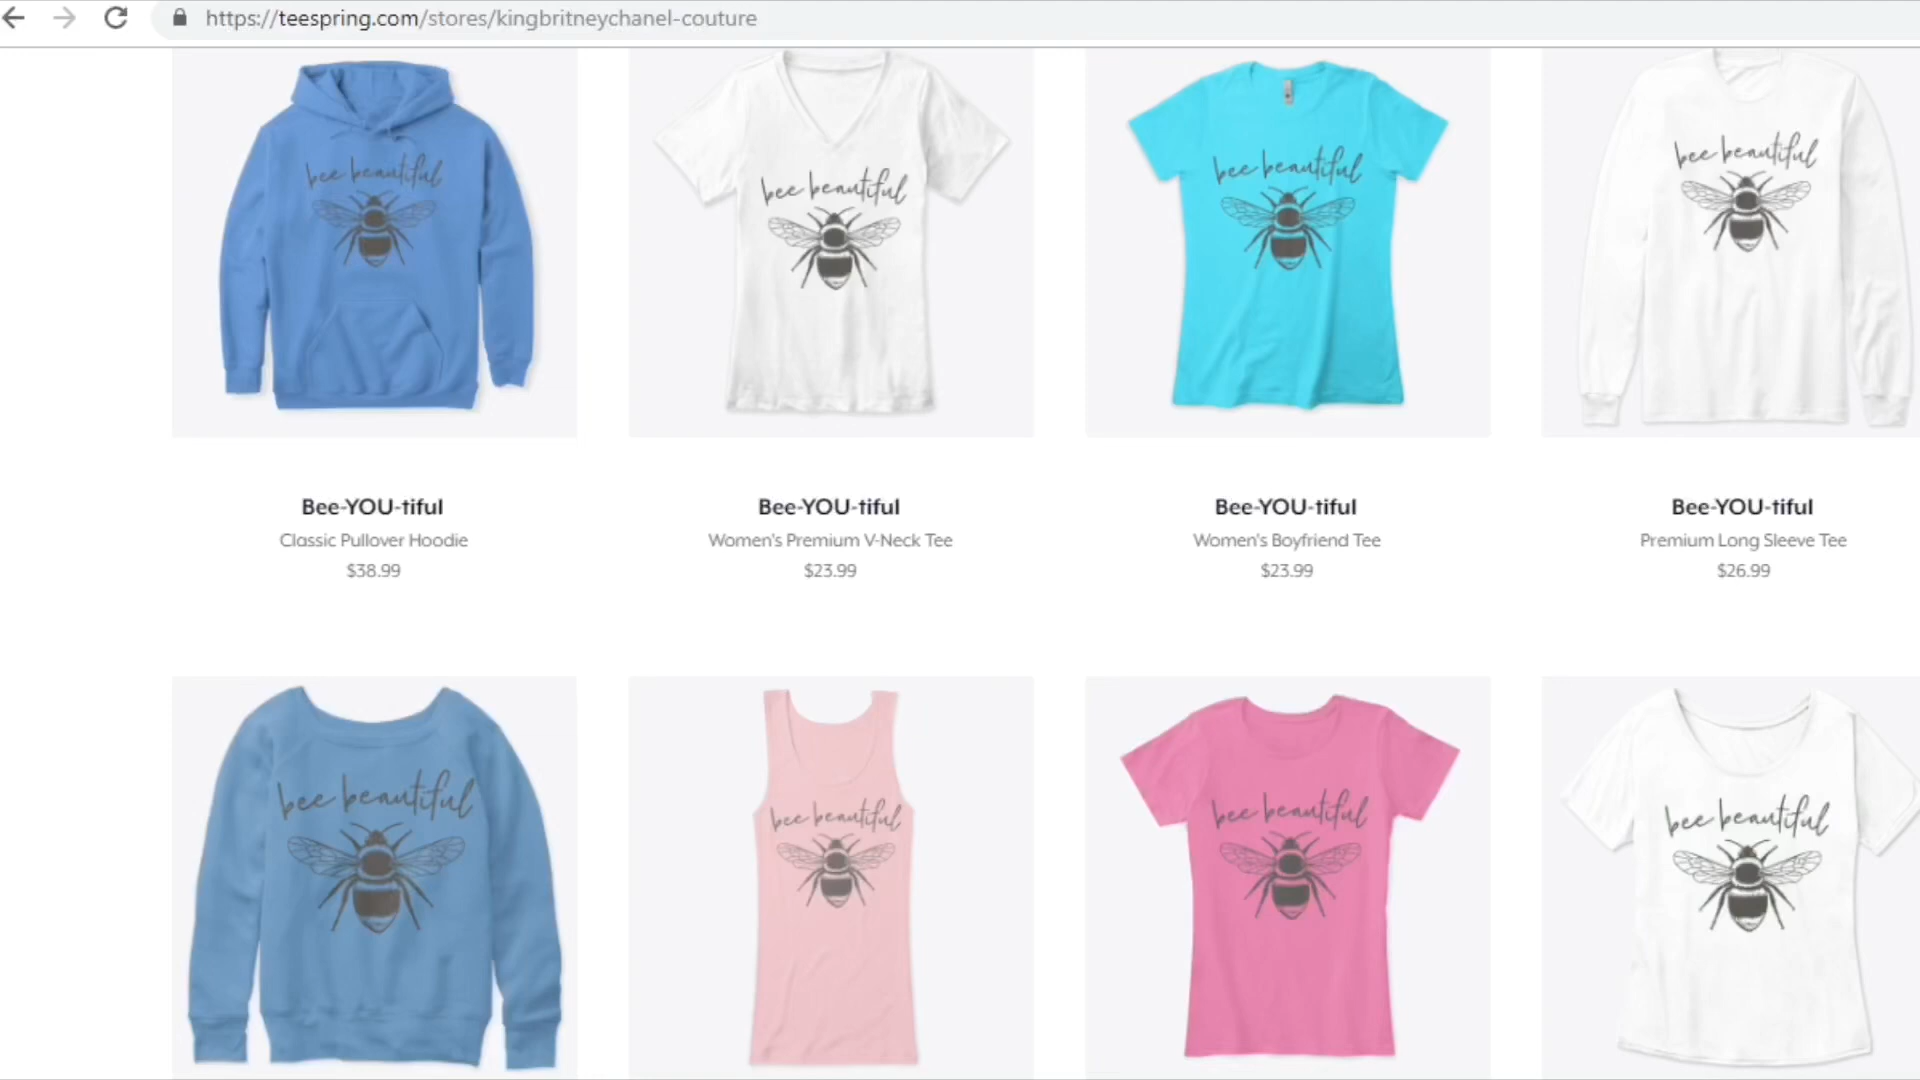 https://teespring.com/stores/kingbritneychanel-couture
bee beautiful
bee beautiful
bee beautiful
bee beautiful
Bee-YOU-tiful
Classic Pullover Hoodie
$38.99
Bee-YOU-tiful
Women's Premium V-Neck Tee
$23.99
Bee-YOU-tiful
Women's Boyfriend Tee
$23.99
Bee-YOU-tiful
Premium Long Sleeve Tee
$26.99
bee beautiful
bee beautiful
bee beautiful
bee beautiful